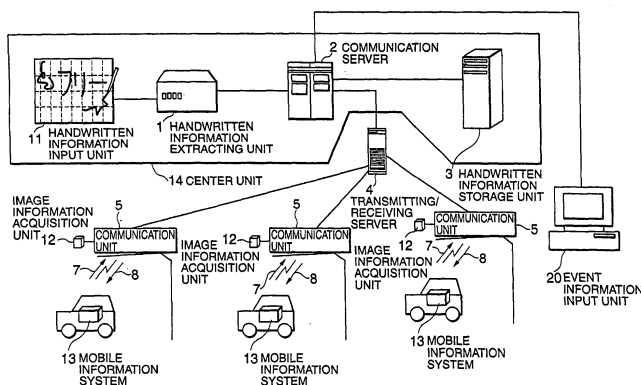 2 COMMUNICATION
SERVER
11 HANDWRITTEN
INFORMATION
INPUT UNIT
1 HANDWRITTEN
INFORMATION
EXTRACTING UNIT
3 HANDWRITTEN
INFORMATION
STORAGE UNIT
14 CENTER UNIT
4
TRANSMITTING/
RECEIVING SERVER
IMAGE
INFORMATION
ACQUISITION
UNIT
12
5
COMMUNICATION
UNIT
7
8
IMAGE
INFORMATION
ACQUISITION
UNIT
12
5
COMMUNICATION
UNIT
7
8
IMAGE
INFORMATION
ACQUISITION
UNIT
12
COMMUNICATION
UNIT
5
7
8
20 EVENT
INFORMATION
INPUT UNIT
13 MOBILE
INFORMATION
SYSTEM
13 MOBILE
INFORMATION
SYSTEM
13 MOBILE
INFORMATION
SYSTEM